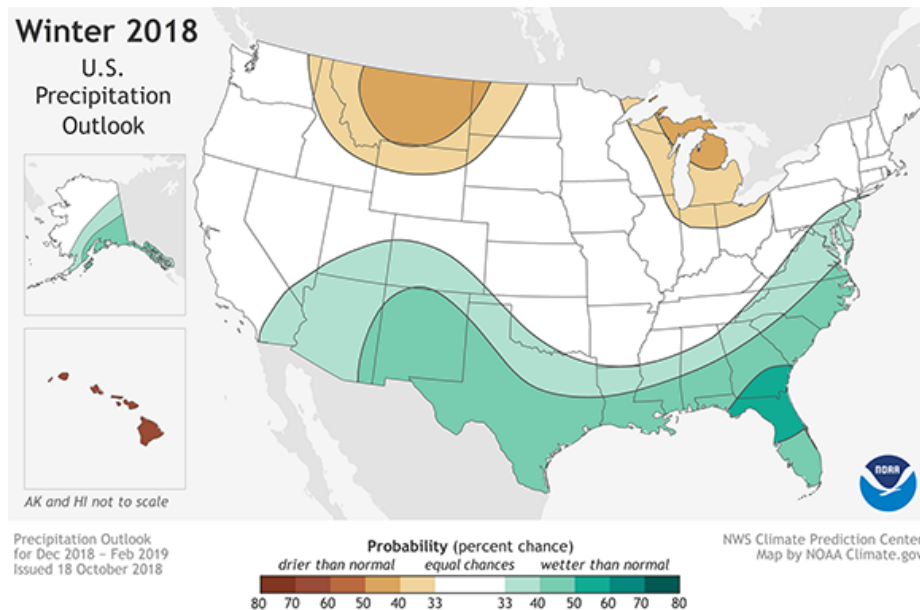 Winter 2018
U.S.
Precipitation
Outlook
AK and HI not to scale
NOAA
Precipitation Outlook
for Dec 2018 – Feb 2019
Issued 18 October 2018
Probability (percent chance)
drier than normal equal chances wetter than normal
80 70 60 50 40 33 33 40 50 60 70 80
NWS Climate Prediction Center
Map by NOAA Climate.gov